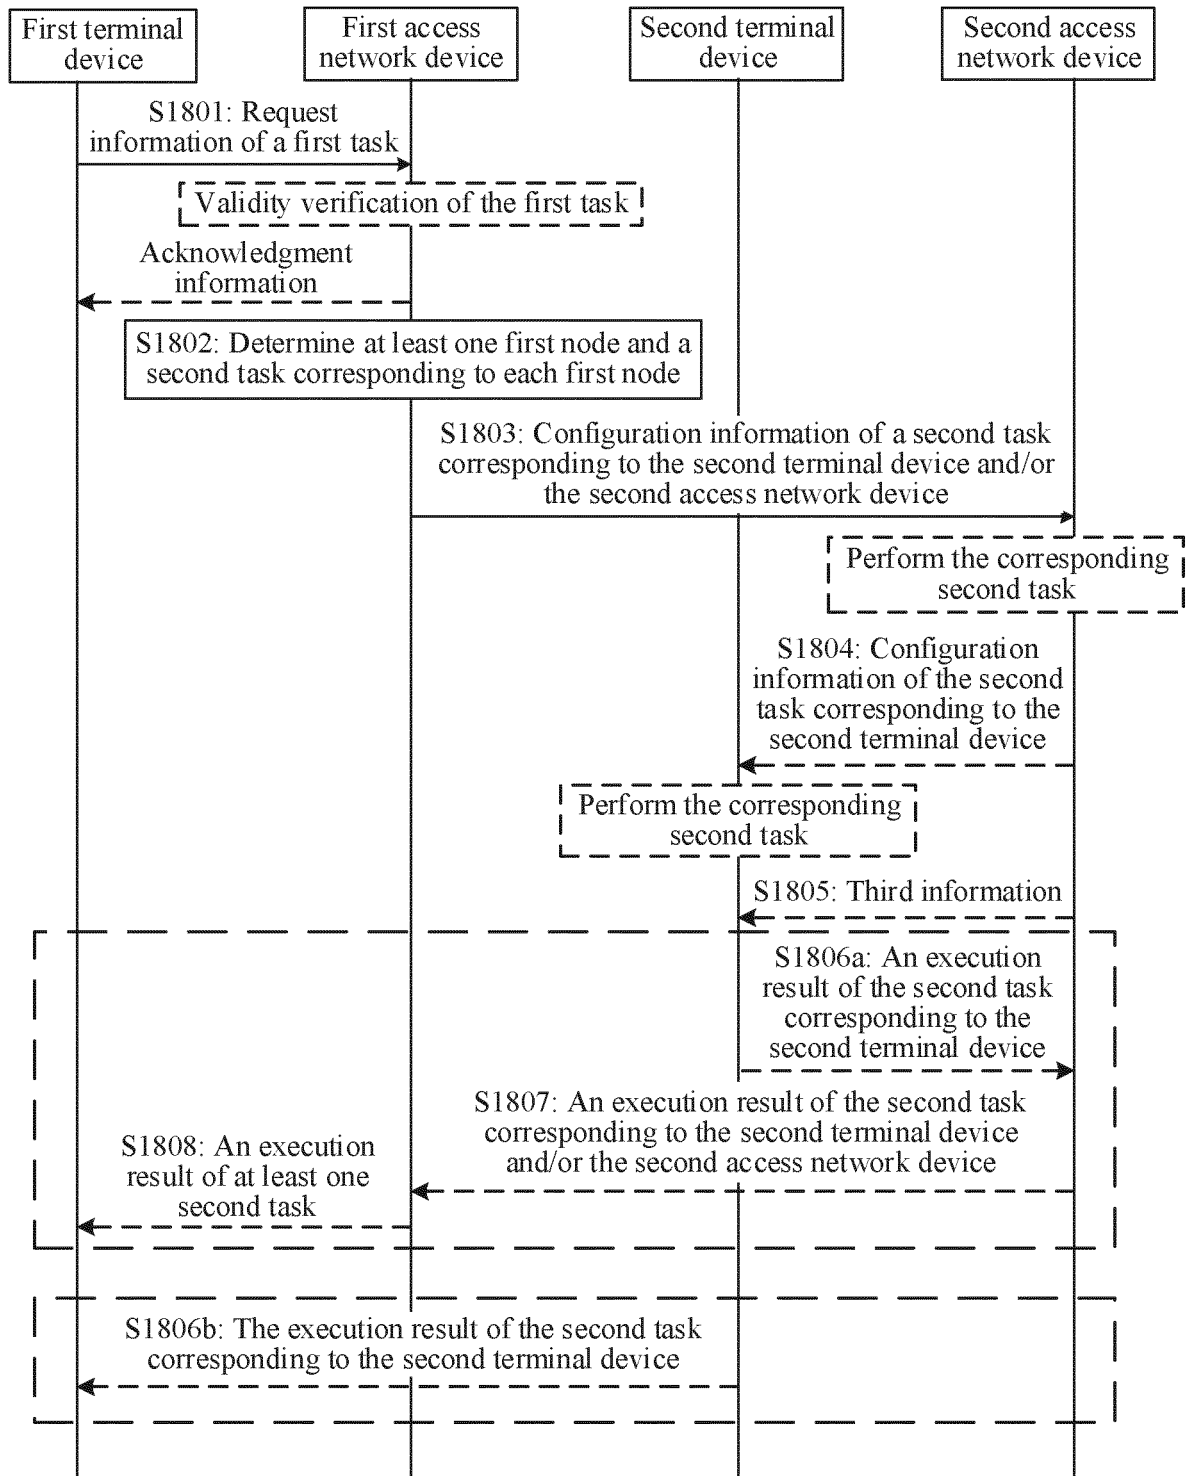 First terminal
device
First access
network device
Second terminal
device
Second access
network device
S1801: Request
information of a first task
Validity verification of the first task
Acknowledgment
information
S1802: Determine at least one first node and a
second task corresponding to each first node
S1803: Configuration information of a second task
corresponding to the second terminal device and/or
the second access network device
Perform the corresponding
second task
S1804: Configuration
information of the second
task corresponding to the
second terminal device
Perform the corresponding
second task
S1805: Third information
S1806a: An execution
result of the second task
corresponding to the
second terminal device
S1807: An execution result of the second task
corresponding to the second terminal device
and/or the second access network device
S1808: An execution
result of at least one
second task
S1806b: The execution result of the second task
corresponding to the second terminal device